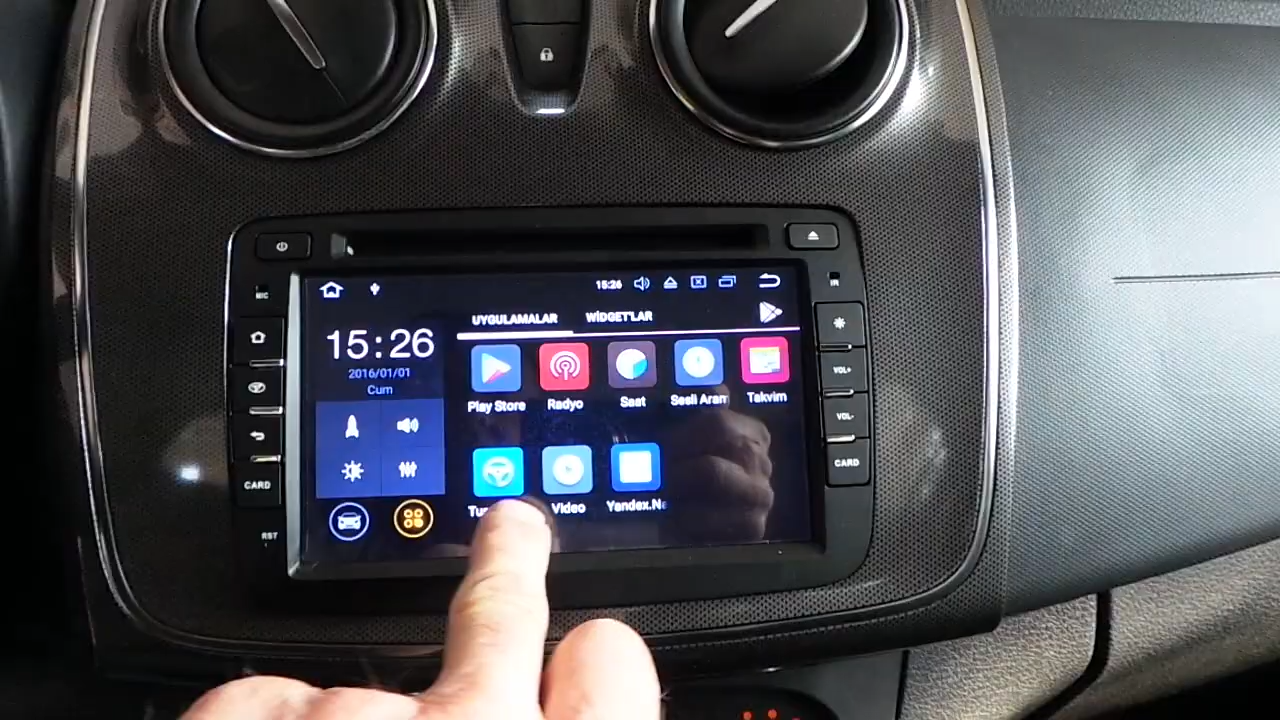 MIC
CARD
RST
15:26
15:26
2016/01/01
Cum
UYGULAMALAR WİDGET'LAR
Play Store Radyo Saat Sesli Aram Takvim
Video Yandex.Na
IR
VOL+
VOL-
CARD